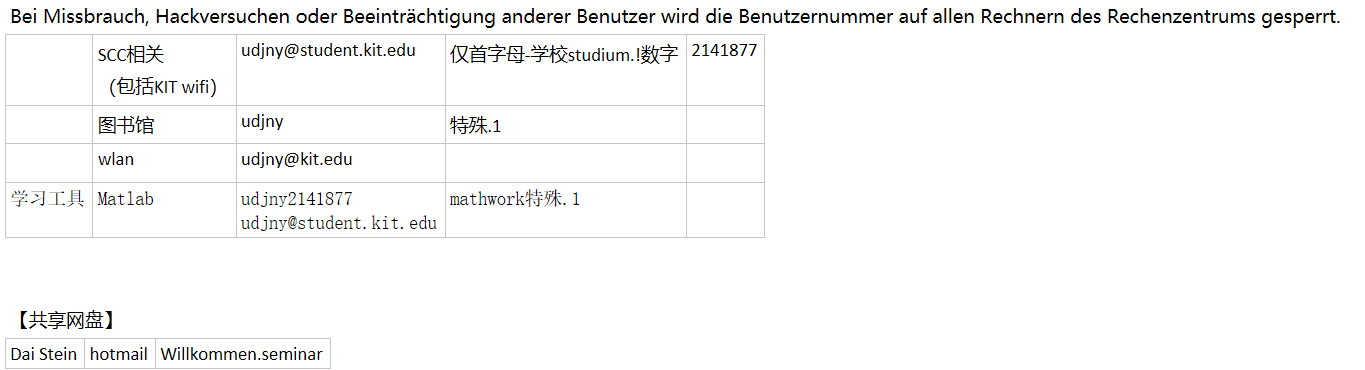 Bei Missbrauch, Hackversuchen oder Beeinträchtigung anderer Benutzer wird die Benutzernummer auf allen Rechnern des Rechenzentrums gesperrt.
SCC相关 udjny@student.kit.edu 仅首字母-学校studium.!数字 2141877
（包括KIT wifi）
图书馆 udjny 特殊.1
wlan udjny@kit.edu
学习工具 Matlab udjny2141877 mathwork特殊.1
udjny@student.kit.edu
【共享网盘】
Dai Stein hotmail Willkommen.seminar